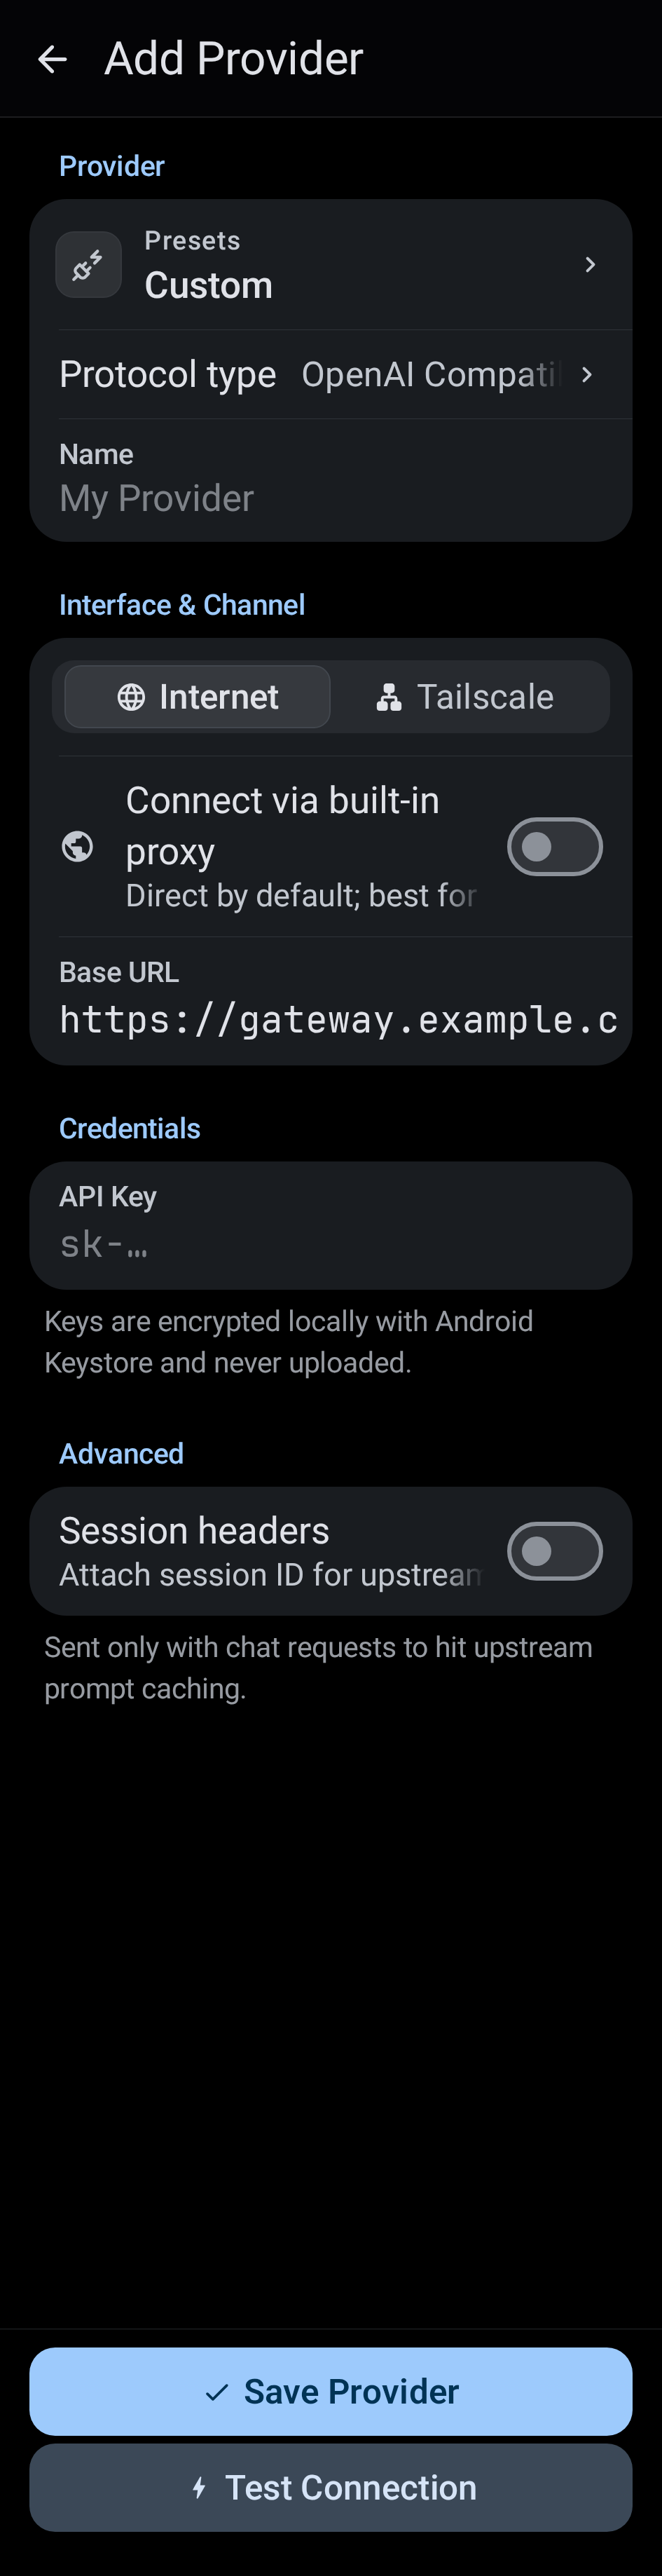 Add Provider
Provider
Presets
Custom
Protocol type OpenAI Compati
Name
My Provider
Interface & Channel
Internet Tailscale
Connect via built-in
proxy
Direct by default; best for
Base URL
https://gateway.example.c
Credentials
API Key
sk-…
Keys are encrypted locally with Android
Keystore and never uploaded.
Advanced
Session headers
Attach session ID for upstream
Sent only with chat requests to hit upstream
prompt caching.
Save Provider
Test Connection